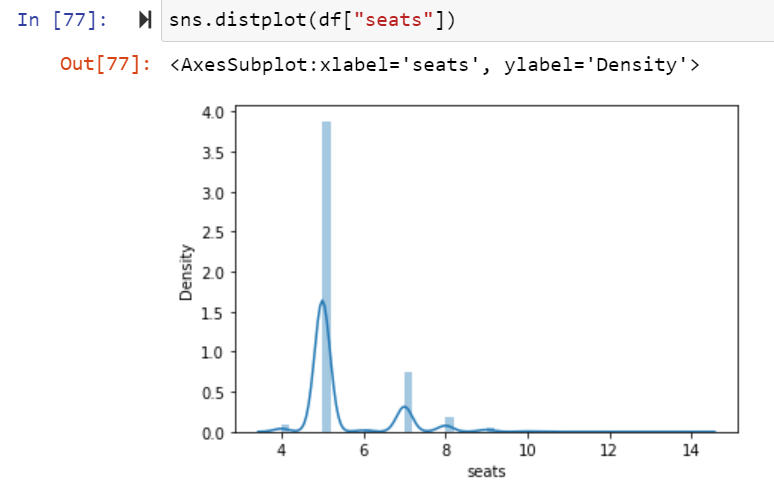 In [77]: sns.distplot(df["seats"])
Out[77]: <AxesSubplot:xlabel='seats', ylabel='Density'>
4.0
3.5
3.0
2.5
2.0
1.5
1.0
0.5
0.0
Density
4 6 8 10 12 14
seats